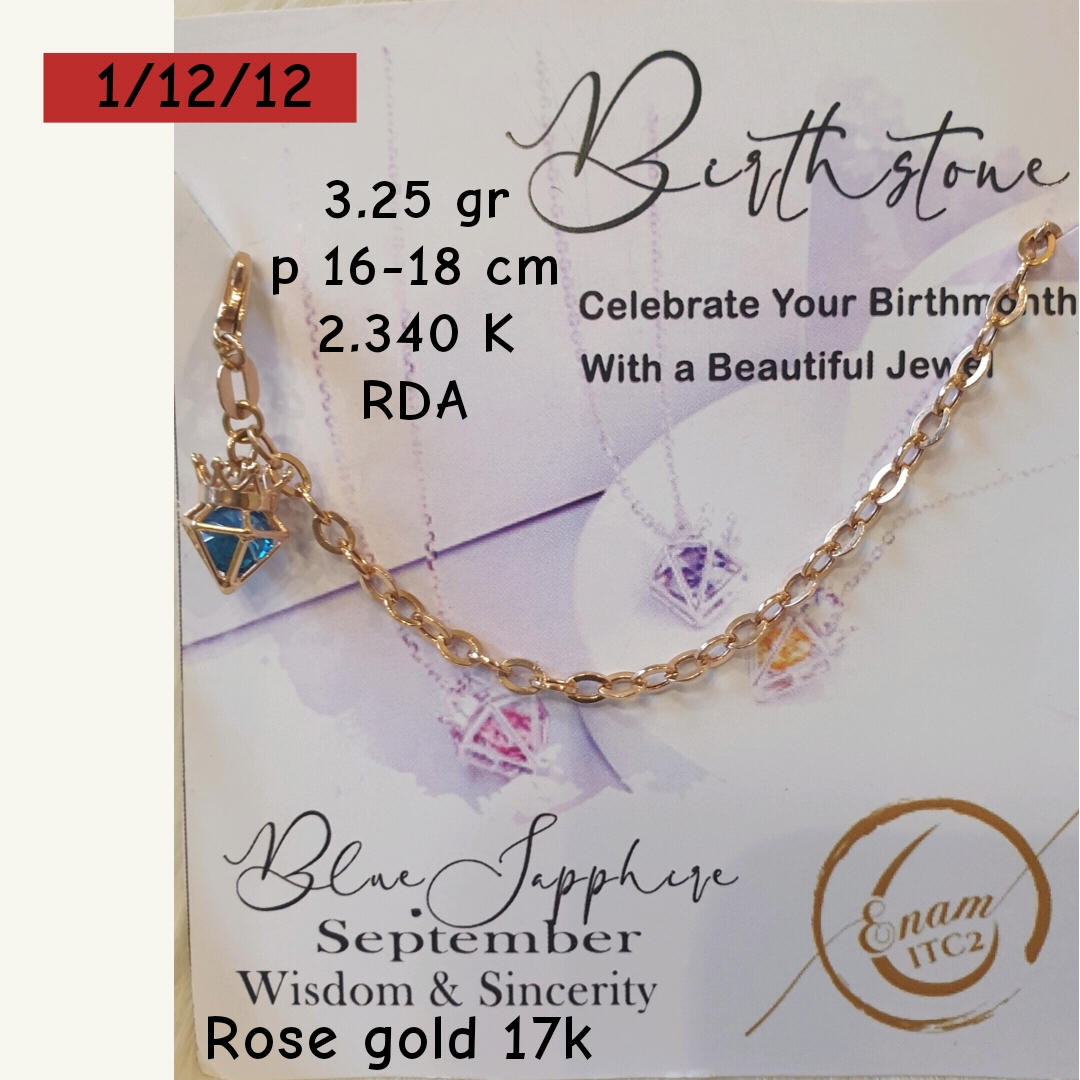 1/12/12
Birthstone
3.25 gr
p 16-18 cm
2.340 K
RDA
Celebrate Your Birthmonth
With a Beautiful Jewel
Blue Sapphire
September
Wisdom & Sincerity
Rose gold 17k
Enam
ITC2